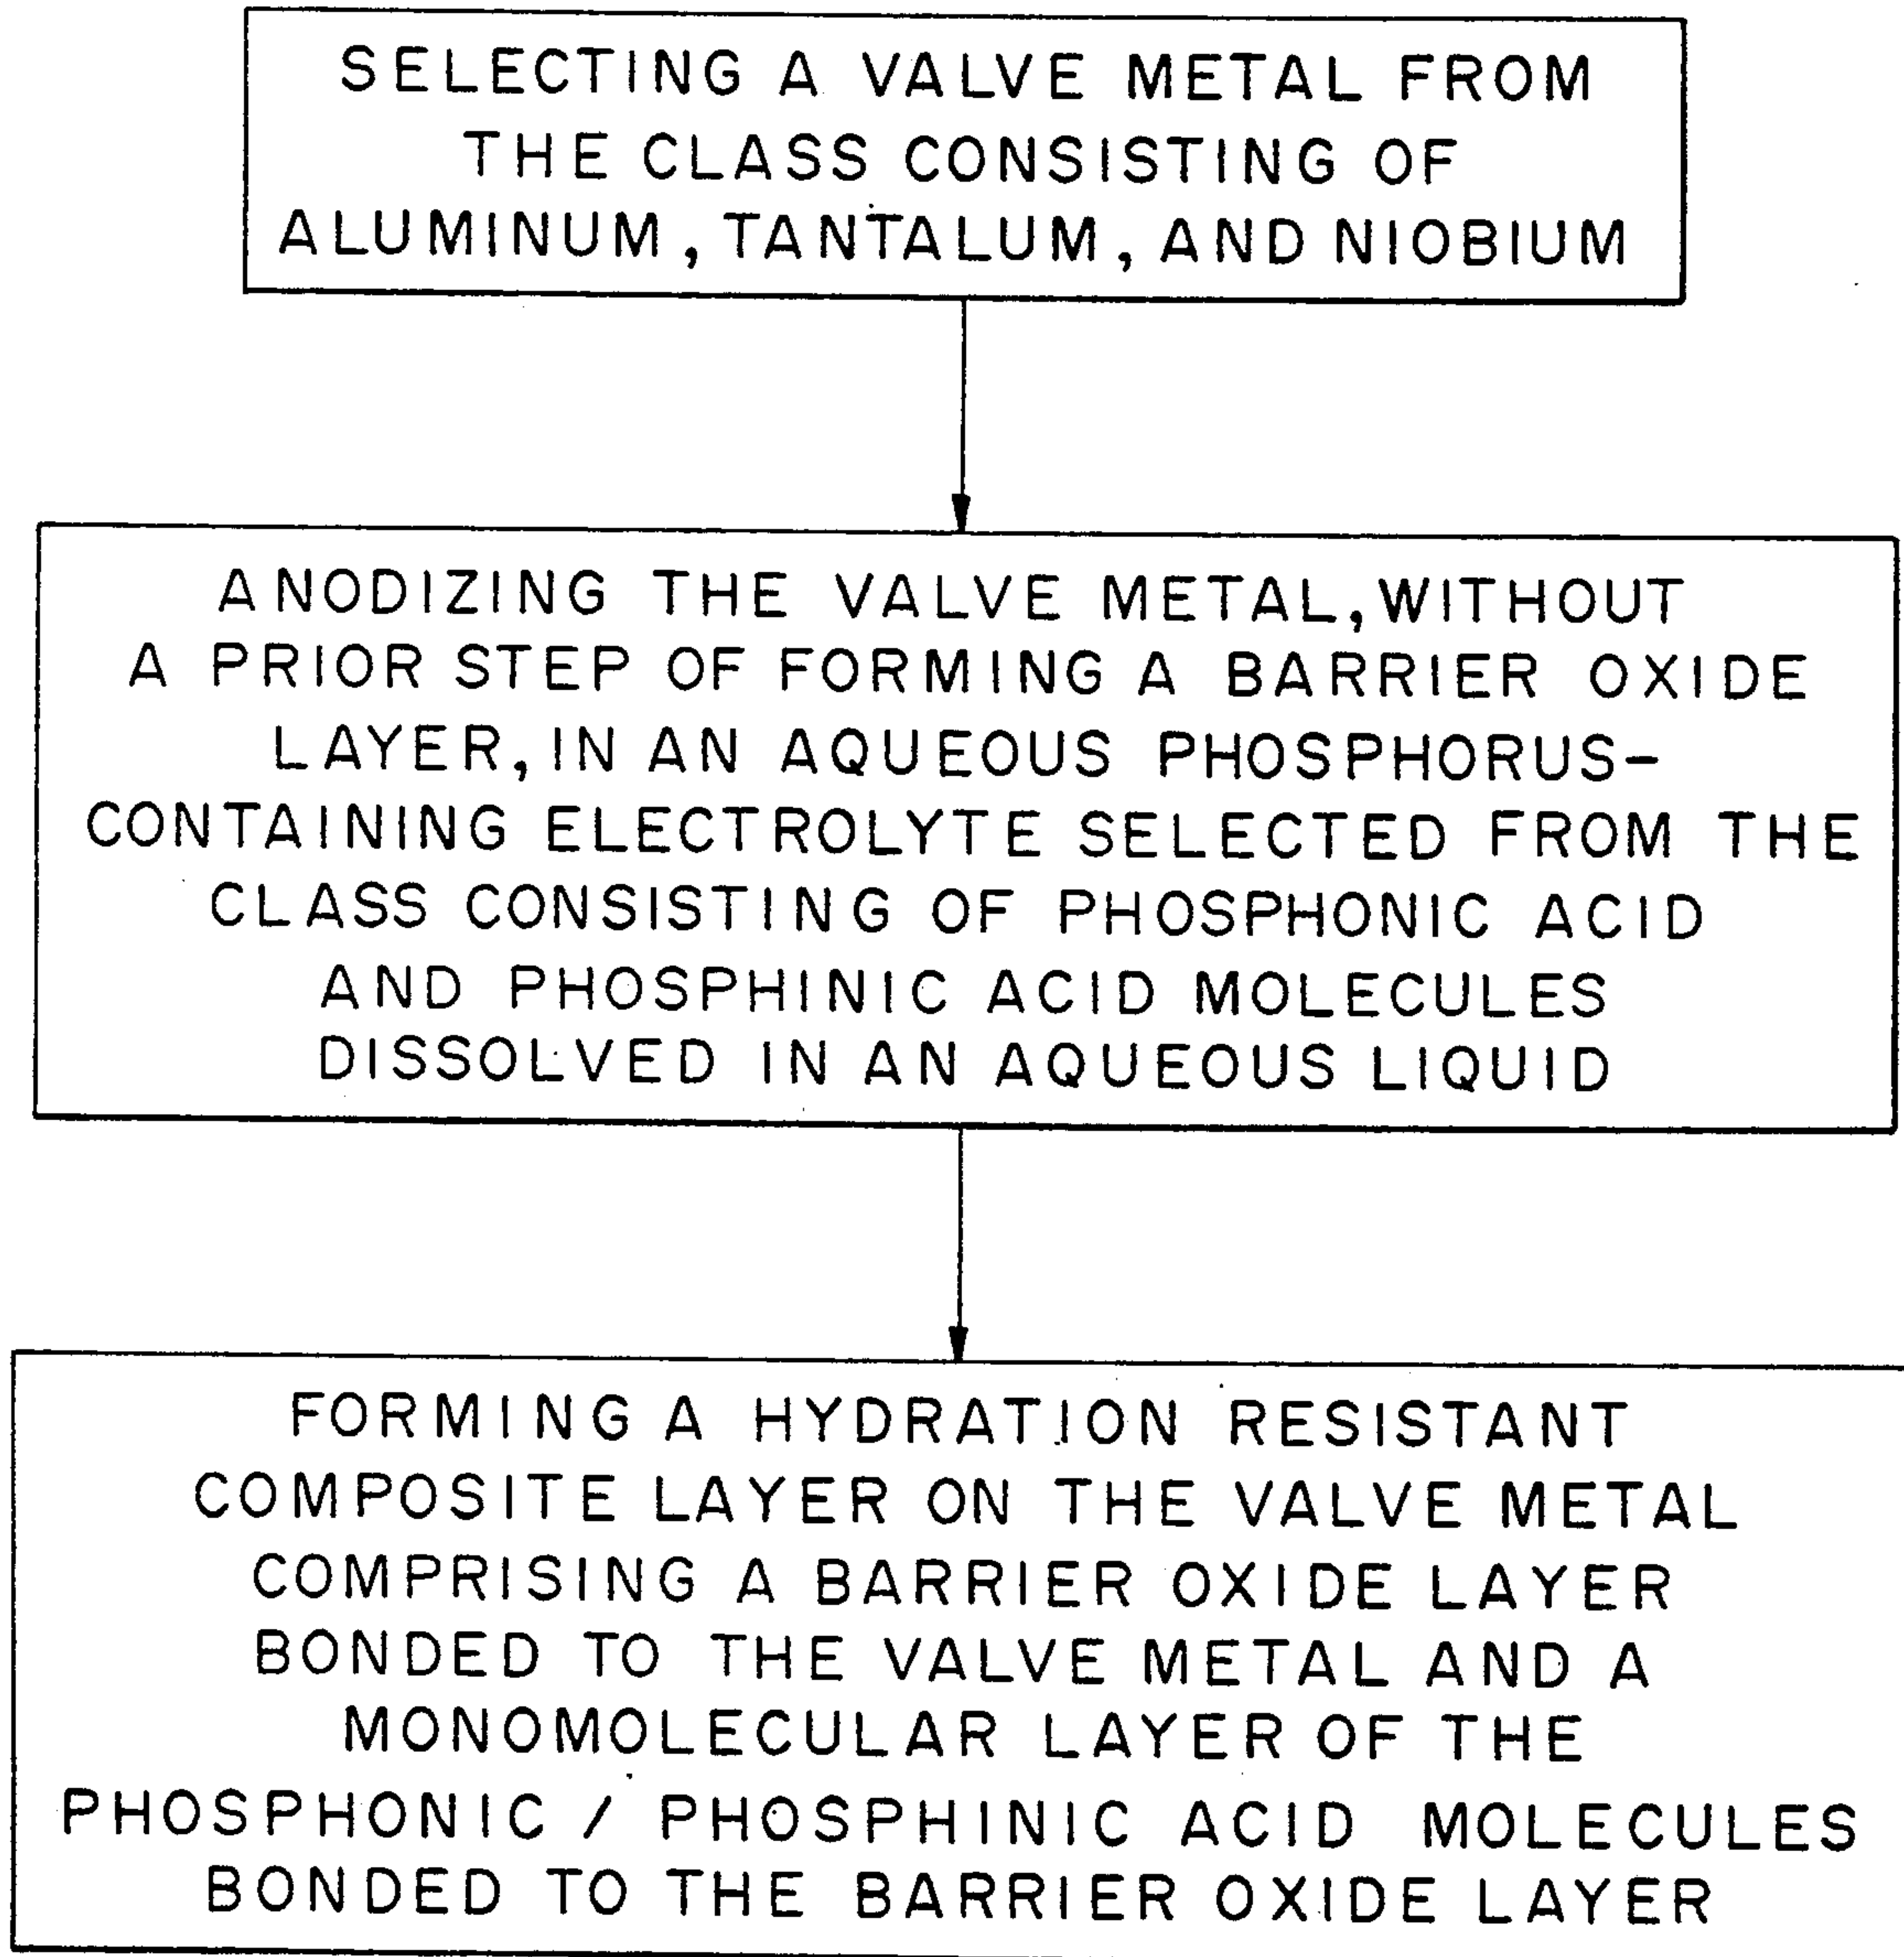 SELECTING A VALVE METAL FROM
THE CLASS CONSISTING OF
ALUMINUM, TANTALUM, AND NIOBIUM
ANODIZING THE VALVE METAL, WITHOUT
A PRIOR STEP OF FORMING A BARRIER OXIDE
LAYER, IN AN AQUEOUS PHOSPHORUS-
CONTAINING ELECTROLYTE SELECTED FROM THE
CLASS CONSISTING OF PHOSPHONIC ACID
AND PHOSPHINIC ACID MOLECULES
DISSOLVED IN AN AQUEOUS LIQUID
FORMING A HYDRATION RESISTANT
COMPOSITE LAYER ON THE VALVE METAL
COMPRISING A BARRIER OXIDE LAYER
BONDED TO THE VALVE METAL AND A
MONOMOLECULAR LAYER OF THE
PHOSPHONIC / PHOSPHINIC ACID MOLECULES
BONDED TO THE BARRIER OXIDE LAYER